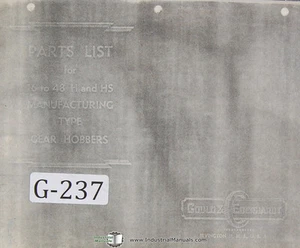 PARTS LIST
for
48 H and HS
MANUFACTURING
TYPE
GEAR HOBBERS
G-237
GOULD & EBERHARDT
www.IndustrialManuals.com